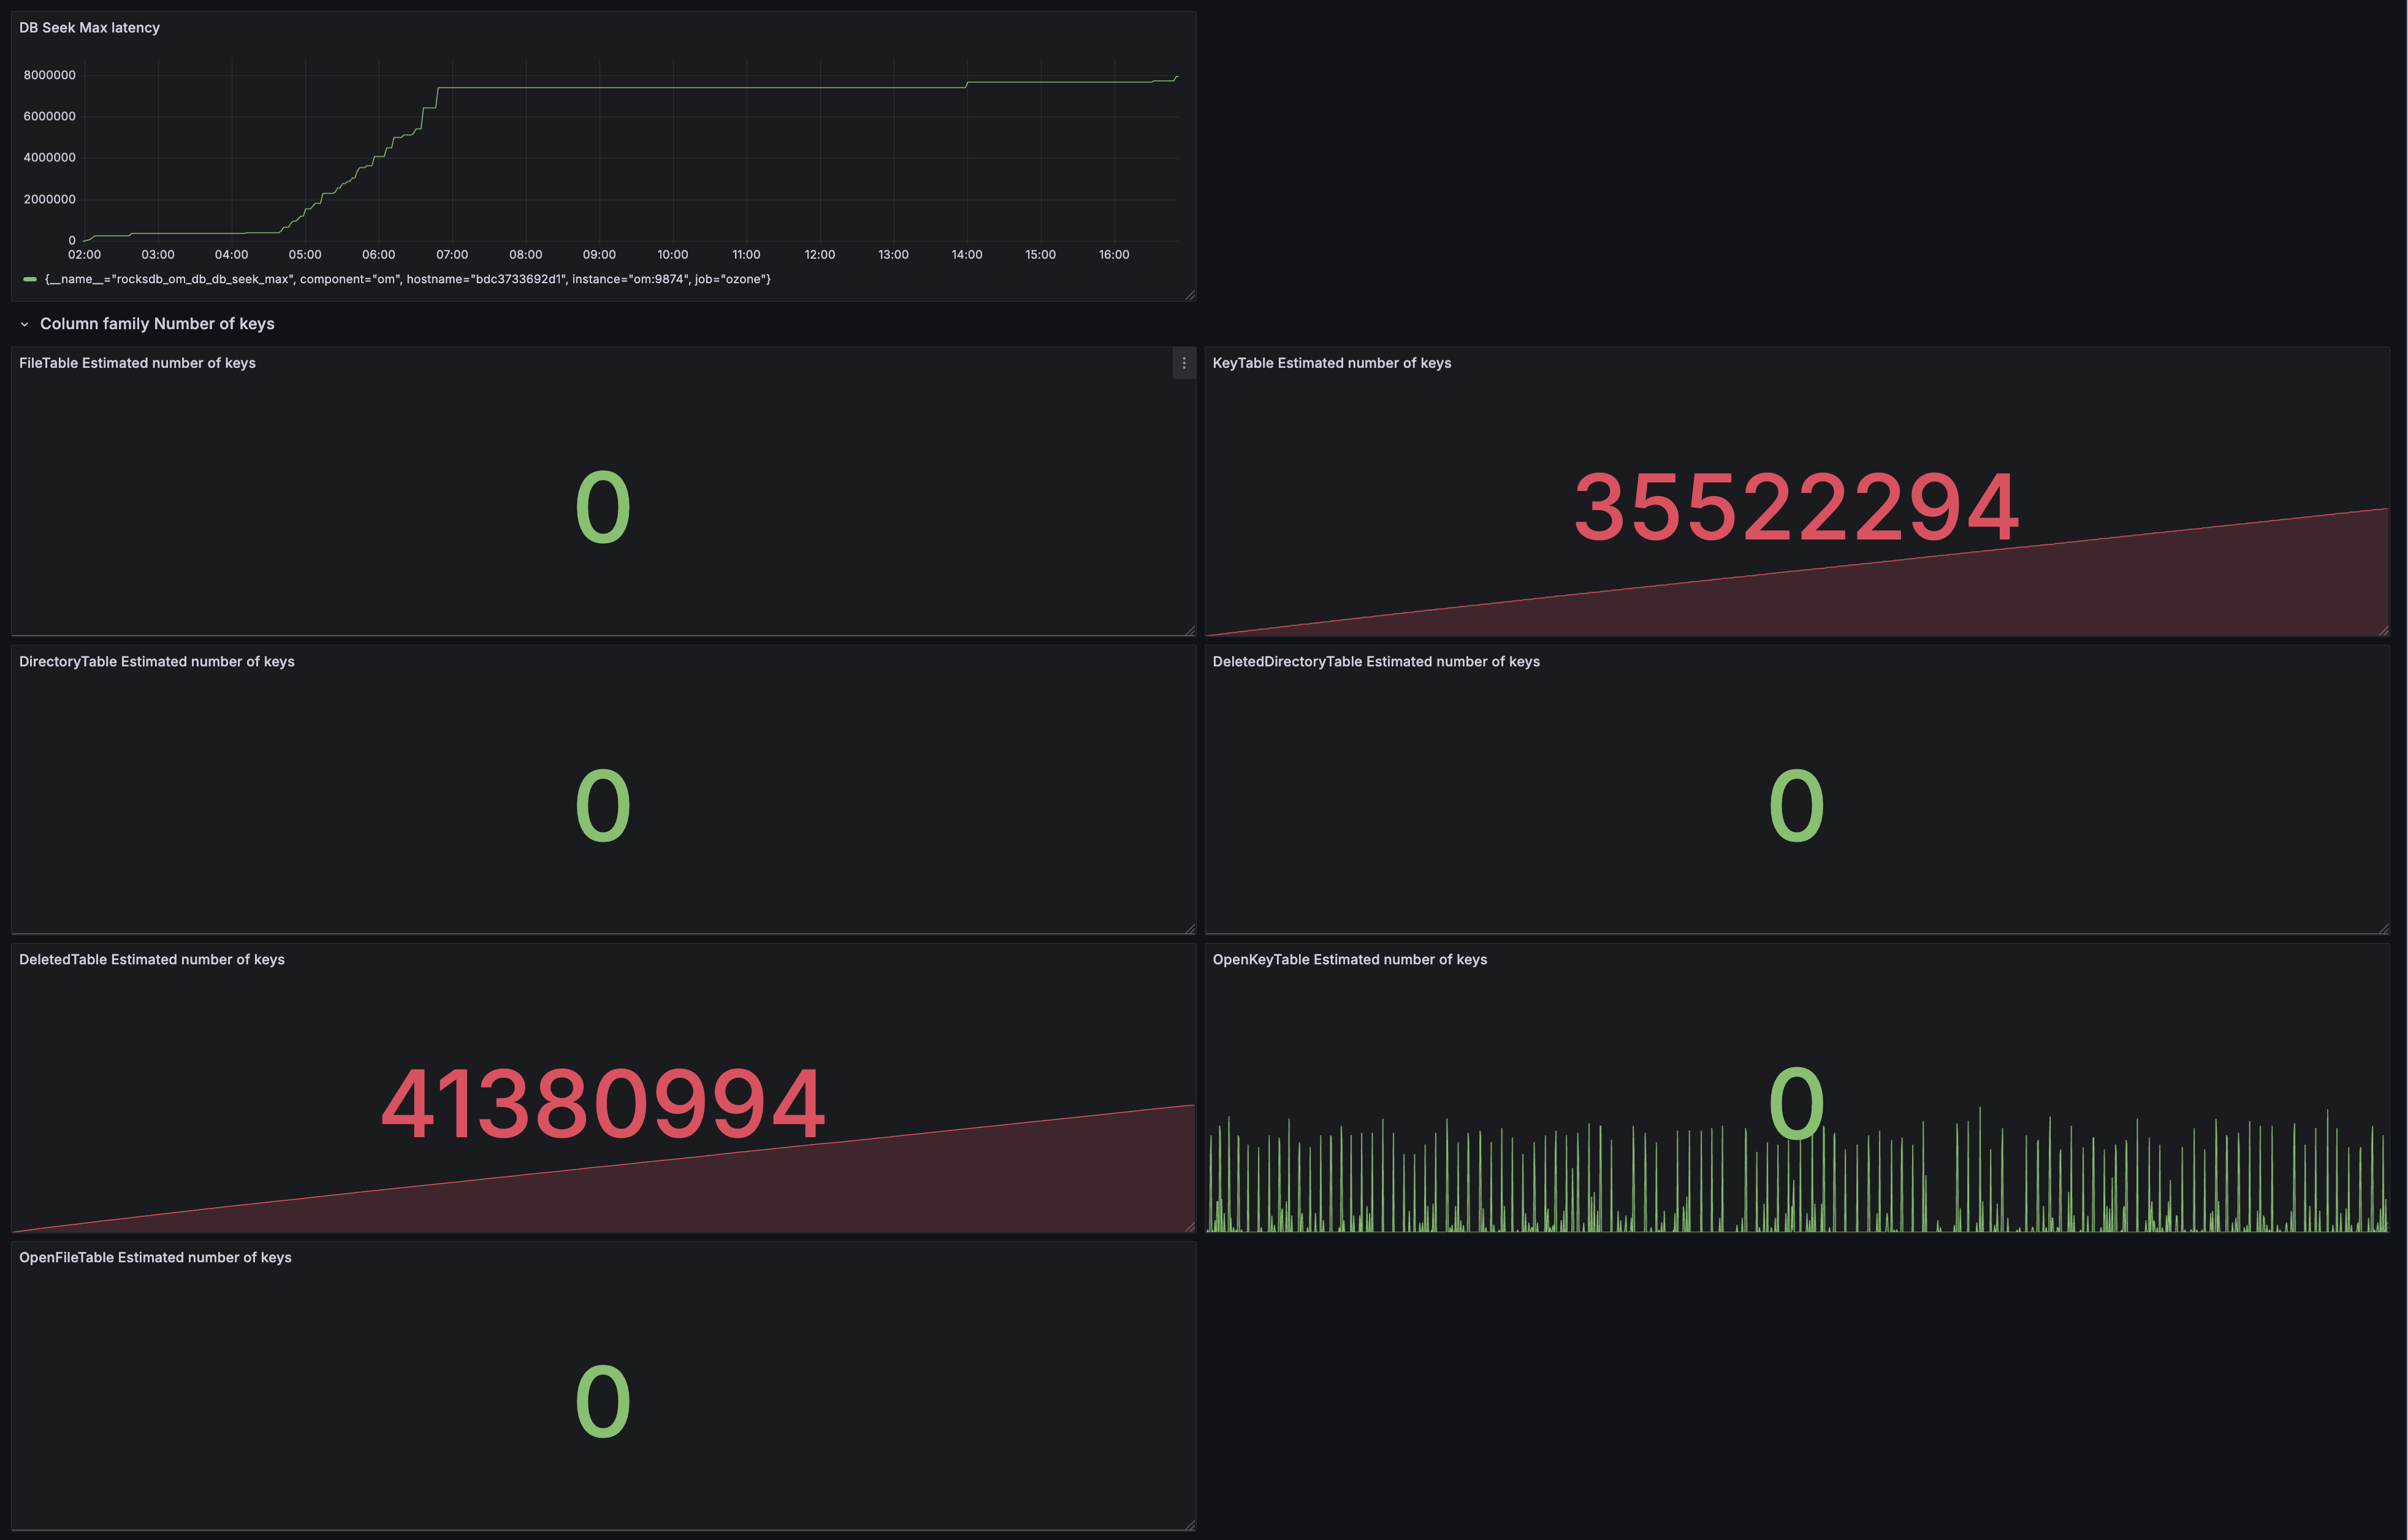 DB Seek Max latency
8000000
6000000
4000000
2000000
0
02:00 03:00 04:00 05:00 06:00 07:00 08:00 09:00 10:00 11:00 12:00 13:00 14:00 15:00 16:00
{__name__="rocksdb_om_db_db_seek_max", component="om", hostname="bdc3733692d1", instance="om:9874", job="ozone"}
Column family Number of keys
FileTable Estimated number of keys
0
KeyTable Estimated number of keys
35522294
DirectoryTable Estimated number of keys
0
DeletedDirectoryTable Estimated number of keys
0
DeletedTable Estimated number of keys
41380994
OpenKeyTable Estimated number of keys
0
OpenFileTable Estimated number of keys
0